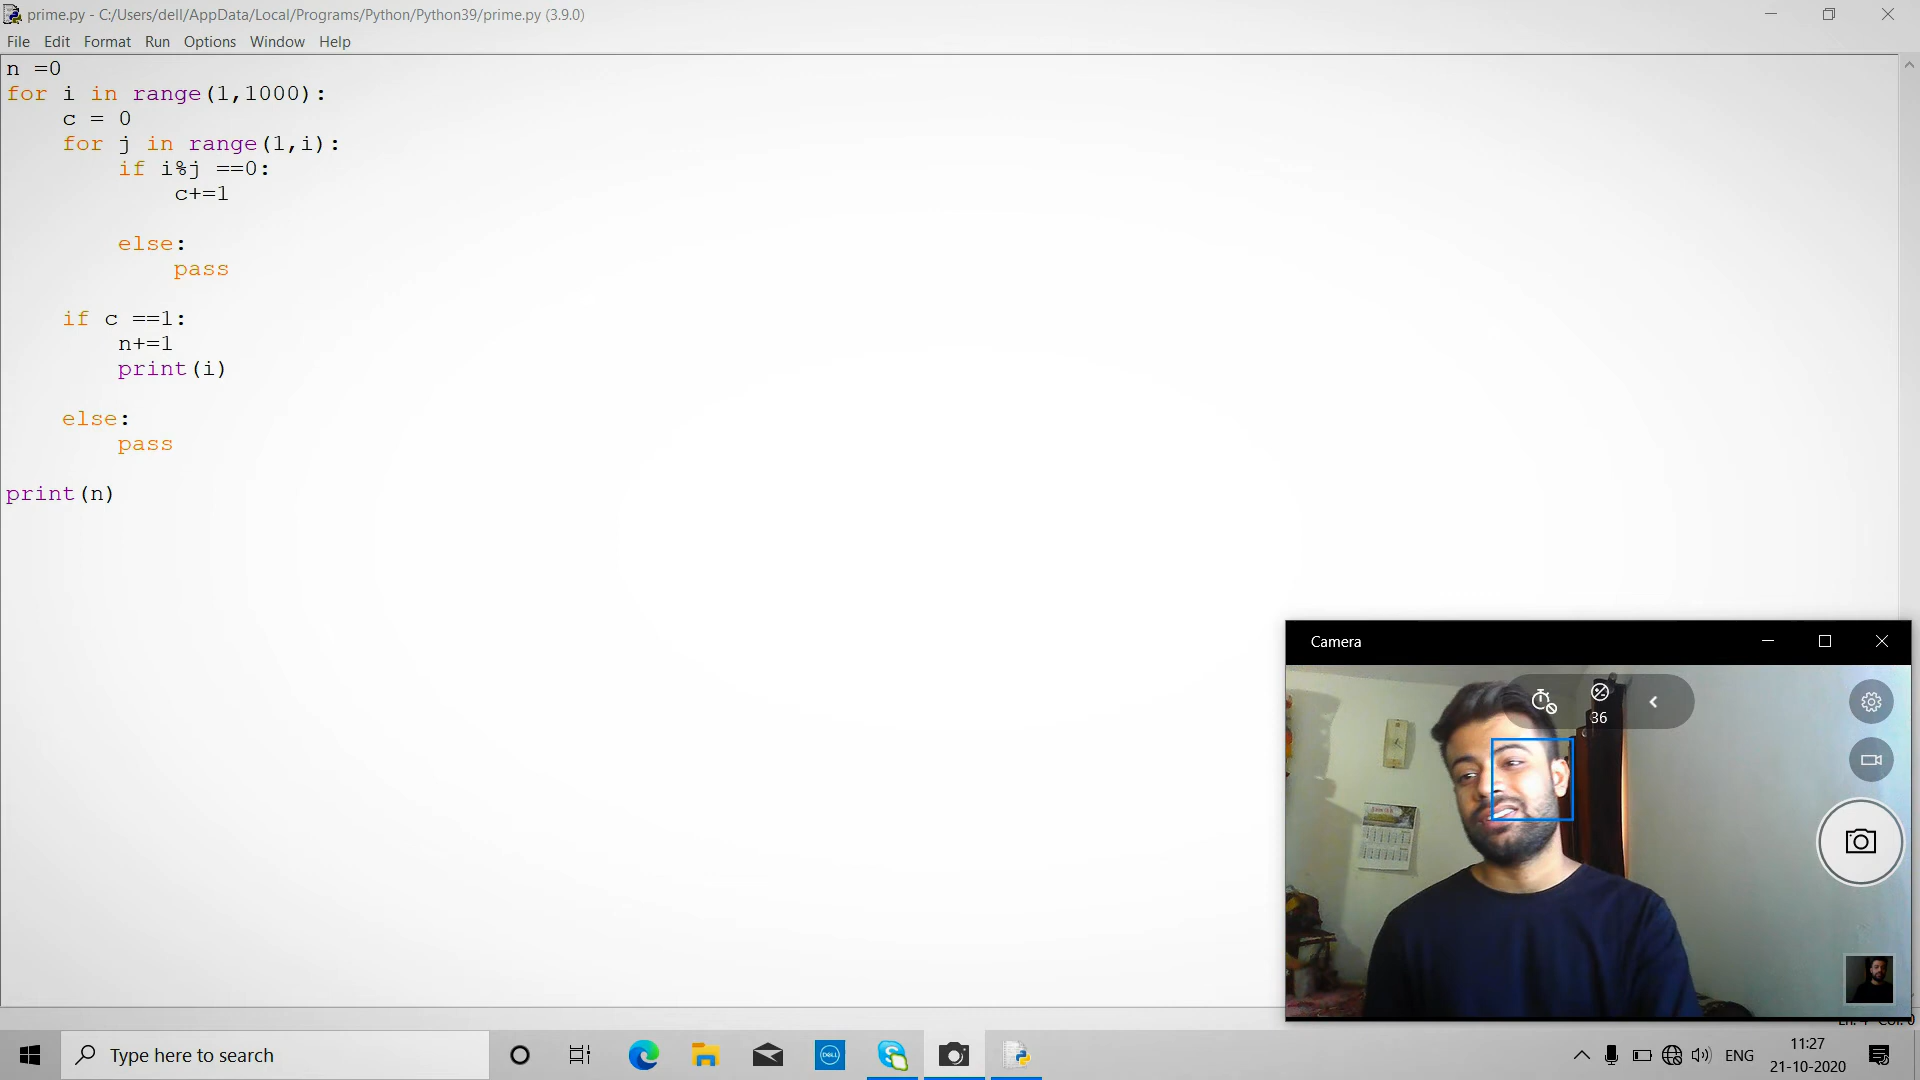 prime.py - C:/Users/dell/AppData/Local/Programs/Python/Python39/prime.py (3.9.0)
File Edit Format Run Options Window Help
n =0
for i in range(1,1000):
    c = 0
    for j in range(1,i):
        if i%j ==0:
            c+=1
        else:
            pass
    if c ==1:
        n+=1
        print(i)
    else:
        pass
print(n)
Camera
36
DELL
Type here to search
ENG
11:27
21-10-2020